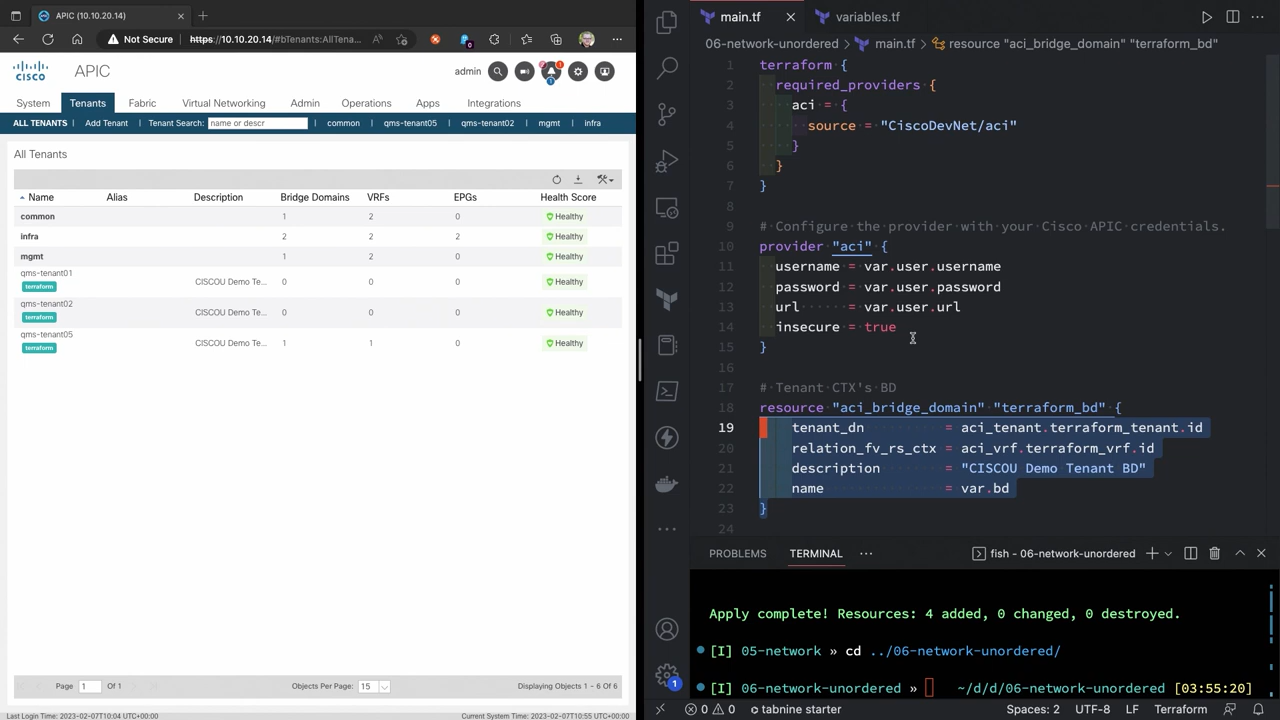 APIC (10.10.20.14)
Not Secure
https://10.10.20.14/#bTenants:AllTena...
CISCO
APIC
admin
System
Tenants
Fabric
Virtual Networking
Admin
Operations
Apps
Integrations
ALL TENANTS | Add Tenant | Tenant Search: name or descr | common | qms-tenant05 | qms-tenant02 | mgmt | infra
All Tenants
Name Alias Description Bridge Domains VRFs EPGs Health Score
common 1 2 0 Healthy
infra 2 2 2 Healthy
mgmt 1 2 0 Healthy
qms-tenant01
terraform
CISCOU Demo Te... 0 0 0 Healthy
qms-tenant02
terraform
CISCOU Demo Te... 0 0 0 Healthy
qms-tenant05
terraform
CISCOU Demo Te... 1 1 0 Healthy
Page 1 Of 1 Objects Per Page: 15 Displaying Objects 1 - 6 Of 6
Last Login Time: 2023-02-07T10:04 UTC+00:00 Current System Time: 2023-02-07T10:55 UTC+00:00
main.tf
variables.tf
06-network-unordered > main.tf > resource "aci_bridge_domain" "terraform_bd"
1 terraform {
2 required_providers {
3 aci = {
4 source = "CiscoDevNet/aci"
5 }
6 }
7 }
8
9 # Configure the provider with your Cisco APIC credentials.
10 provider "aci" {
11 username = var.user.username
12 password = var.user.password
13 url = var.user.url
14 insecure = true
15 }
16
17 # Tenant CTX's BD
18 resource "aci_bridge_domain" "terraform_bd" {
19 tenant_dn = aci_tenant.terraform_tenant.id
20 relation_fv_rs_ctx = aci_vrf.terraform_vrf.id
21 description = "CISCOU Demo Tenant BD"
22 name = var.bd
23 }
24
PROBLEMS
TERMINAL
fish - 06-network-unordered
Apply complete! Resources: 4 added, 0 changed, 0 destroyed.
[I] 05-network » cd ../06-network-unordered/
[I] 06-network-unordered » ~/d/d/06-network-unordered [03:55:20]
1
0 0 tabnine starter Spaces: 2 UTF-8 LF Terraform